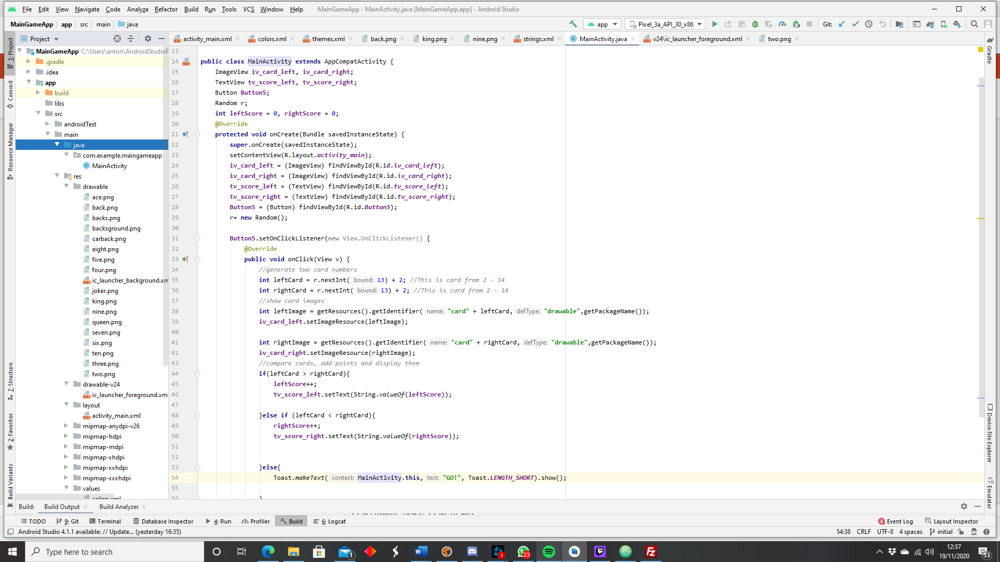 File Edit View Navigate Code Analyze Refactor Build Run Tools VCS Window Help MainGameApp - MainActivity.java [MainGameApp.app] - Android Studio
MainGameApp app src main java app Pixel_3a_API_30_x86 Git:
Project activity_main.xml colors.xml themes.xml back.png king.png nine.png strings.xml MainActivity.java v24\ic_launcher_foreground.xml two.png
1: Project
Commit
Resource Manager
7: Structure
2: Favorites
Build Variants
MainGameApp C:\Users\anton\AndroidStudioP
.gradle
.idea
app
build
libs
src
androidTest
main
java
com.example.maingameapp
MainActivity
res
drawable
ace.png
back.png
backs.png
backsground.png
carback.png
eight.png
five.png
four.png
ic_launcher_background.xm
joker.png
king.png
nine.png
queen.png
seven.png
six.png
ten.png
three.png
two.png
drawable-v24
ic_launcher_foreground.xm
layout
activity_main.xml
mipmap-anydpi-v26
mipmap-hdpi
mipmap-mdpi
mipmap-xhdpi
mipmap-xxhdpi
mipmap-xxxhdpi
values
colors.xml
13
14 public class MainActivity extends AppCompatActivity {
15 ImageView iv_card_left, iv_card_right;
16 TextView tv_score_left, tv_score_right;
17 Button Button5;
18 Random r;
19 int leftScore = 0, rightScore = 0;
20 @Override
21 protected void onCreate(Bundle savedInstanceState) {
22 super.onCreate(savedInstanceState);
23 setContentView(R.layout.activity_main);
24 iv_card_left = (ImageView) findViewById(R.id.iv_card_left);
25 iv_card_right = (ImageView) findViewById(R.id.iv_card_right);
26 tv_score_left = (TextView) findViewById(R.id.tv_score_left);
27 tv_score_right = (TextView) findViewById(R.id.tv_score_right);
28 Button5 = (Button) findViewById(R.id.Button5);
29 r= new Random();
30
31 Button5.setOnClickListener(new View.OnClickListener() {
32 @Override
33 public void onClick(View v) {
34 //generate two card numbers
35 int leftCard = r.nextInt( bound: 13) + 2; //This is card from 2 - 14
36 int rightCard = r.nextInt( bound: 13) + 2; //This is card from 2 - 14
37 //show card images
38 int leftImage = getResources().getIdentifier( name: "card" + leftCard, defType: "drawable",getPackageName());
39 iv_card_left.setImageResource(leftImage);
40
41 int rightImage = getResources().getIdentifier( name: "card" + rightCard, defType: "drawable",getPackageName());
42 iv_card_right.setImageResource(rightImage);
43 //compare cards, add points and display them
44 if(leftCard > rightCard){
45 leftScore++;
46 tv_score_left.setText(String.valueOf(leftScore));
47
48 }else if (leftCard < rightCard){
49 rightScore++;
50 tv_score_right.setText(String.valueOf(rightScore));
51
52
53 }else{
54 Toast.makeText( context: MainActivity.this, text: "GO!", Toast.LENGTH_SHORT).show();
55
56 }
Gradle
Device File Explorer
Emulator
Build: Build Output Build Analyzer
TODO 9: Git Terminal Database Inspector 4: Run Profiler Build 6: Logcat 4 Event Log Layout Inspector
Android Studio 4.1.1 available: // Update... (yesterday 16:35) 54:38 CRLF UTF-8 4 spaces initial
Type here to search 1 3 23 12:37
19/11/2020 53